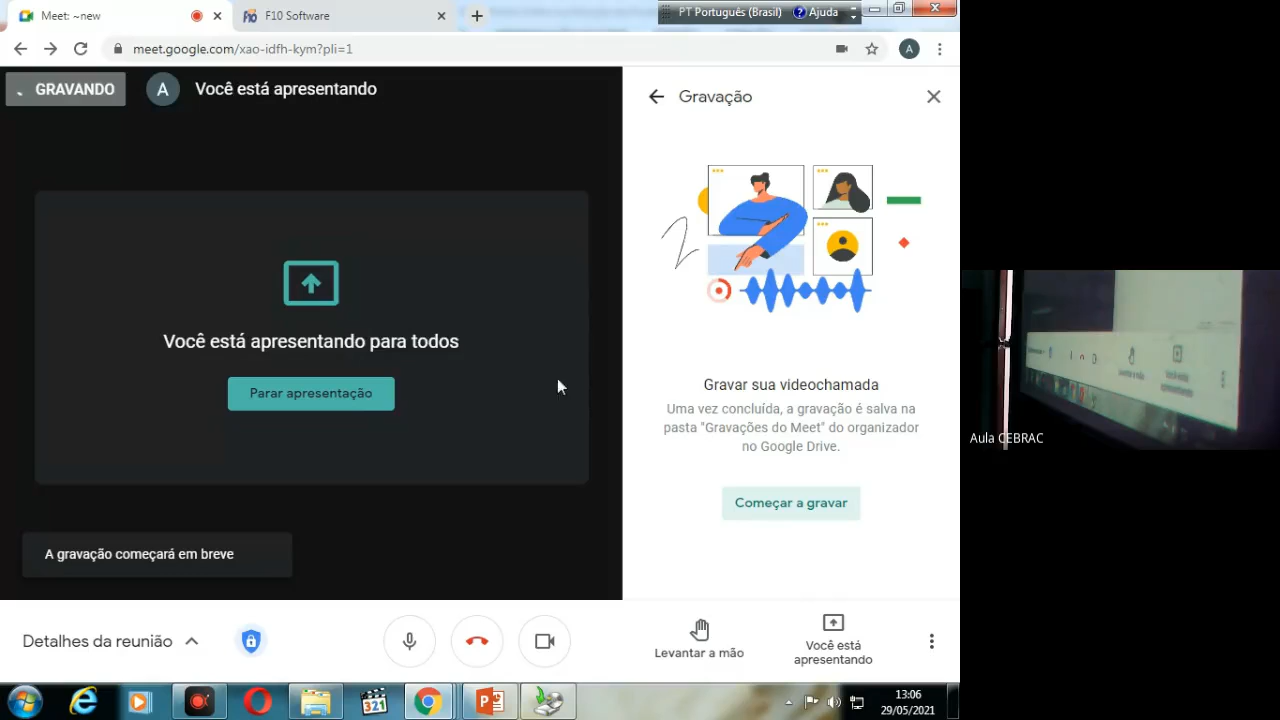 Meet: ~new
F10 Software
PT Português (Brasil)
Ajuda
meet.google.com/xao-idfh-kym?pli=1
A
GRAVANDO
A
Você está apresentando
Gravação
Você está apresentando para todos
Parar apresentação
Gravar sua videochamada
Uma vez concluída, a gravação é salva na
pasta "Gravações do Meet" do organizador
no Google Drive.
Começar a gravar
A gravação começará em breve
Aula CEBRAC
Detalhes da reunião
Levantar a mão
Você está
apresentando
321
13:06
29/05/2021